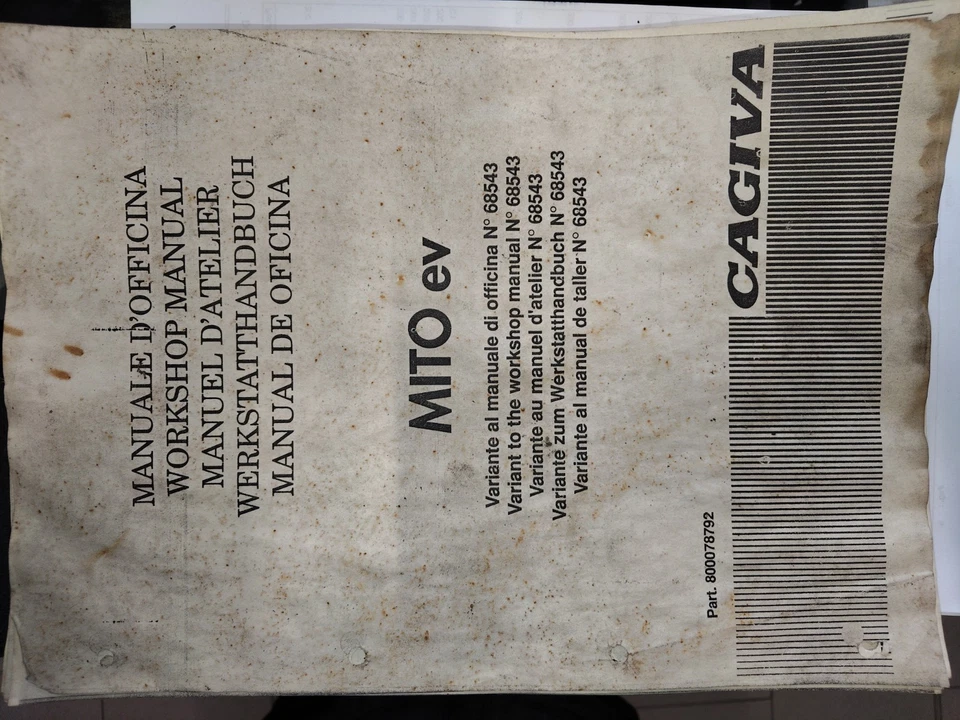 MANUALE D'OFFICINA
WORKSHOP MANUAL
MANUEL D'ATELIER
WERKSTATTHANDBUCH
MANUAL DE OFICINA
MITO ev
Variante al manuale di officina N° 68543
Variant to the workshop manual N° 68543
Variante au manuel d'atelier N° 68543
Variante zum Werkstatthandbuch N° 68543
Variante al manual de taller N° 68543
Part. 800078792
CAGIVA